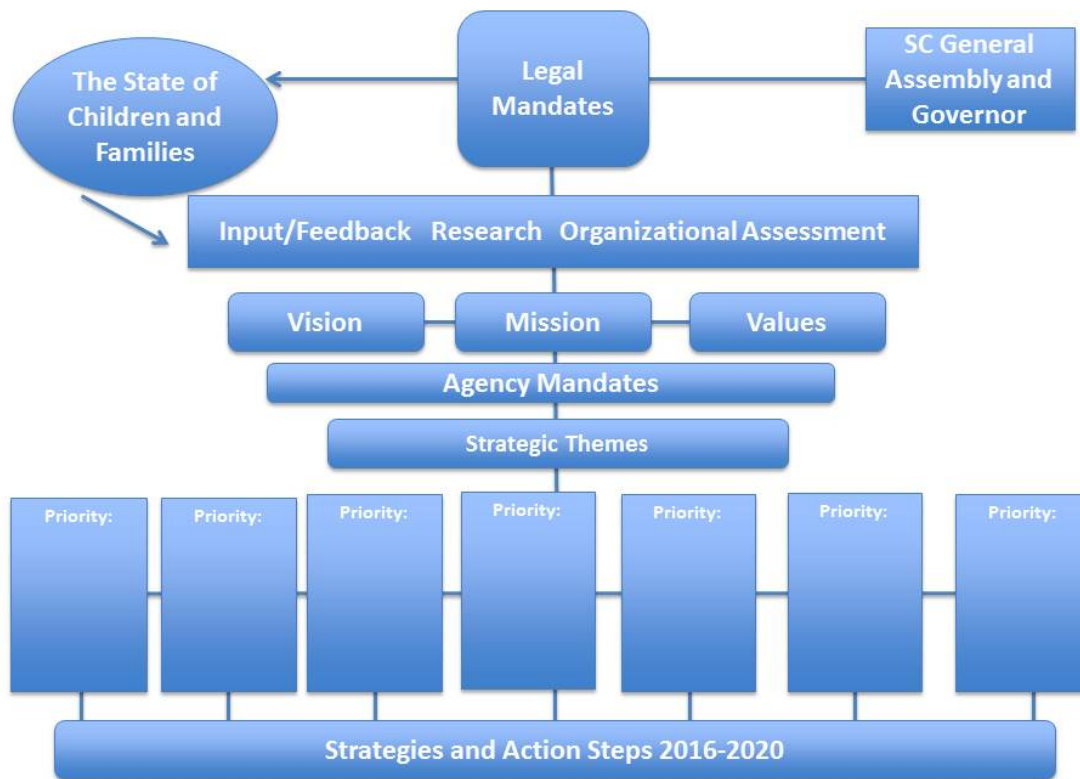 The State of
Children and
Families
Legal
Mandates
SC General
Assembly and
Governor
Input/Feedback Research Organizational Assessment
Vision
Mission
Values
Agency Mandates
Strategic Themes
Priority:
Priority:
Priority:
Priority:
Priority:
Priority:
Priority:
Strategies and Action Steps 2016-2020